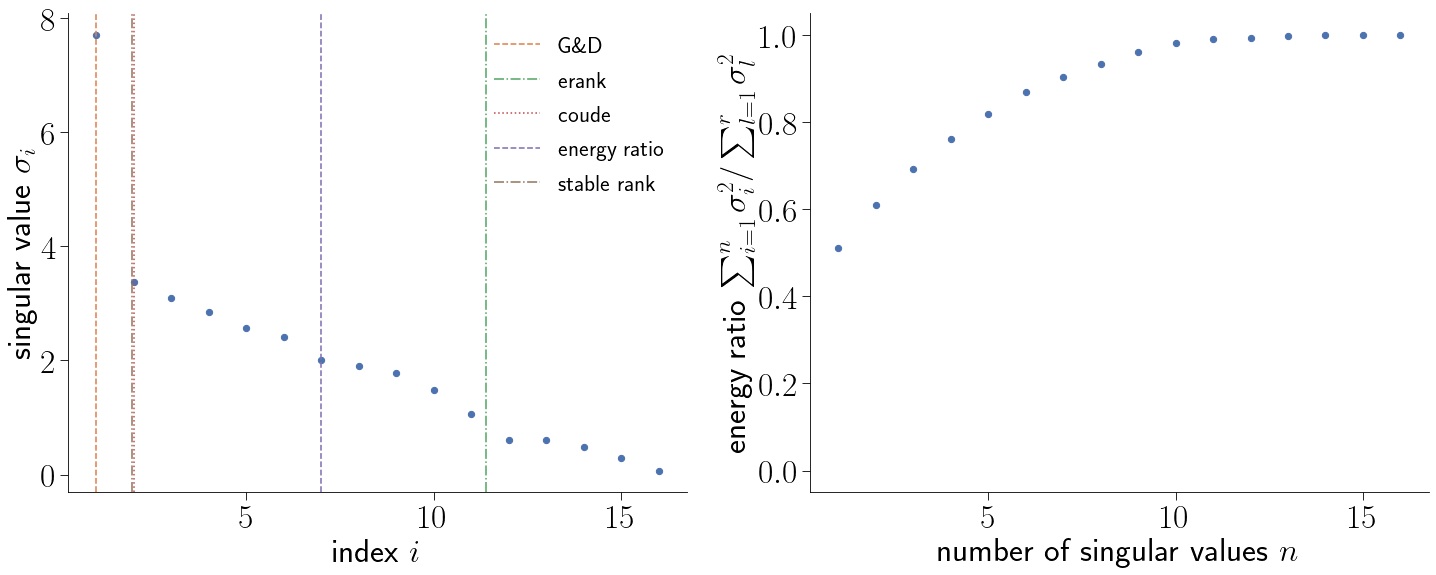 8
6
4
2
0
singular value σ_i
5
10
15
index i
G&D
erank
coude
energy ratio
stable rank
1.0
0.8
0.6
0.4
0.2
0.0
energy ratio ∑_{i=1}^{n} σ_i^2 / ∑_{l=1}^{r} σ_l^2
5
10
15
number of singular values n